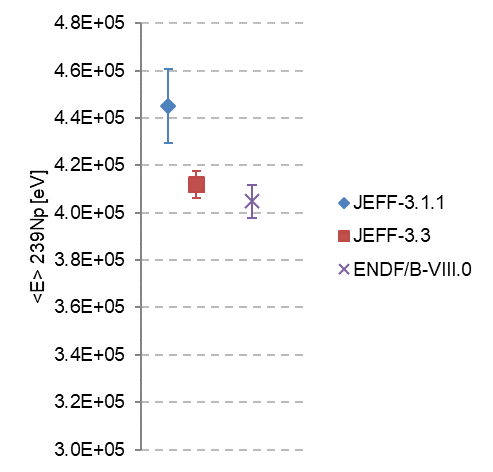 4.8E+05
4.6E+05
4.4E+05
4.2E+05
4.0E+05
3.8E+05
3.6E+05
3.4E+05
3.2E+05
3.0E+05
<E> 239Np [eV]
JEFF-3.1.1
JEFF-3.3
ENDF/B-VIII.0